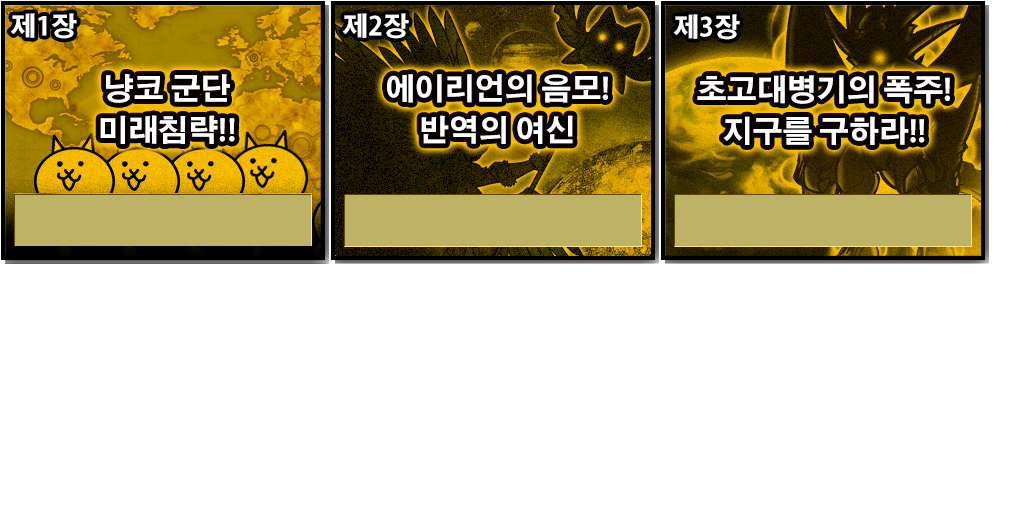 제1장
냥코 군단
미래침략!!
제2장
에이리언의 음모!
반역의 여신
제3장
초고대병기의 폭주!
지구를 구하라!!